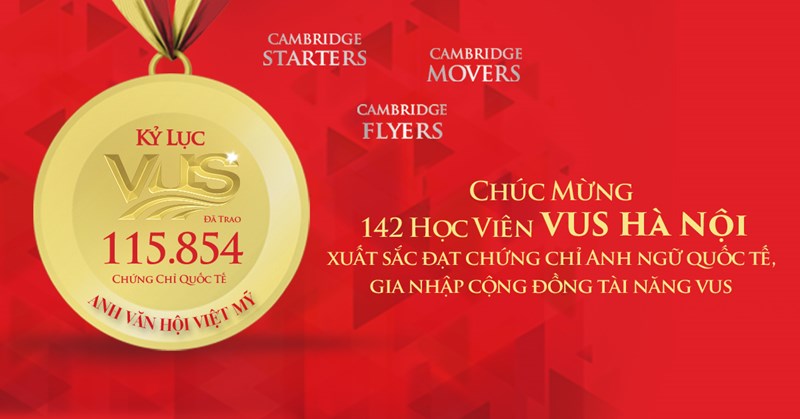 CAMBRIDGE
STARTERS
CAMBRIDGE
MOVERS
CAMBRIDGE
FLYERS
KỶ LỤC
VUS
ĐÃ TRAO
115.854
CHỨNG CHỈ QUỐC TẾ
ANH VĂN HỘI VIỆT MỸ
CHÚC MỪNG
142 HỌC VIÊN VUS HÀ NỘI
XUẤT SẮC ĐẠT CHỨNG CHỈ ANH NGỮ QUỐC TẾ,
GIA NHẬP CỘNG ĐỒNG TÀI NĂNG VUS